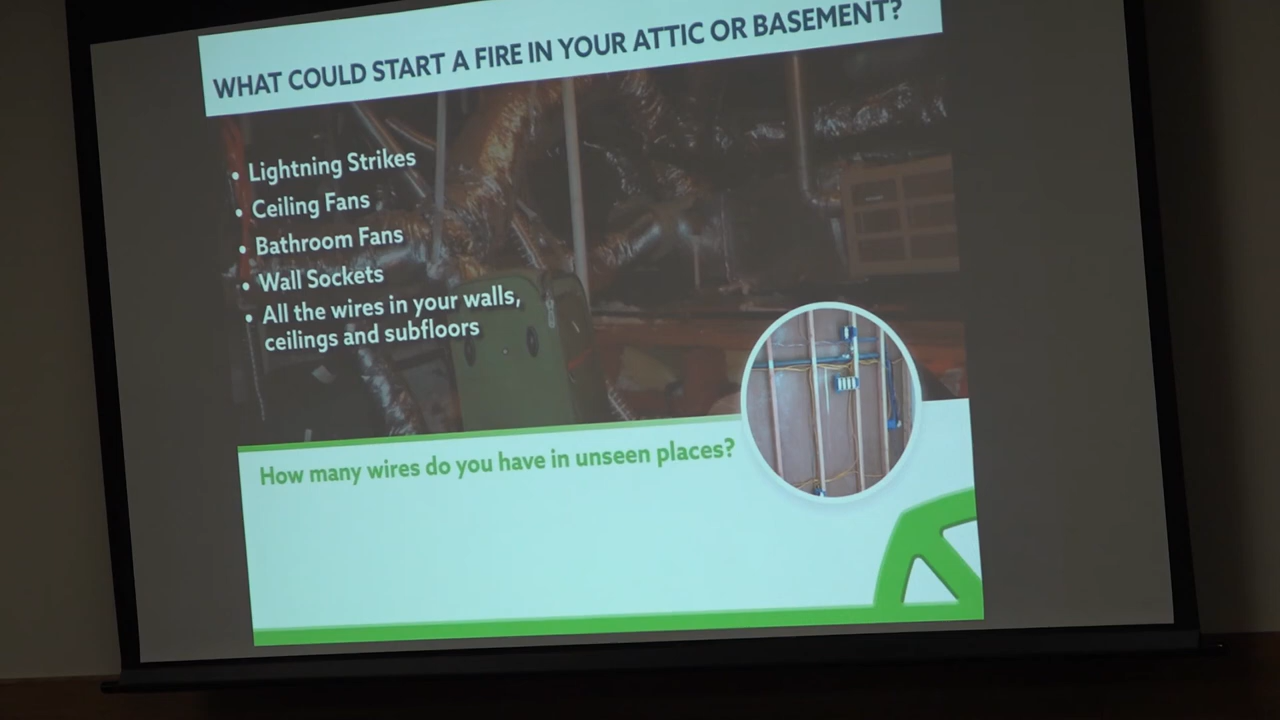 WHAT COULD START A FIRE IN YOUR ATTIC OR BASEMENT?
• Lightning Strikes
• Ceiling Fans
• Bathroom Fans
• Wall Sockets
• All the wires in your walls,
ceilings and subfloors
How many wires do you have in unseen places?